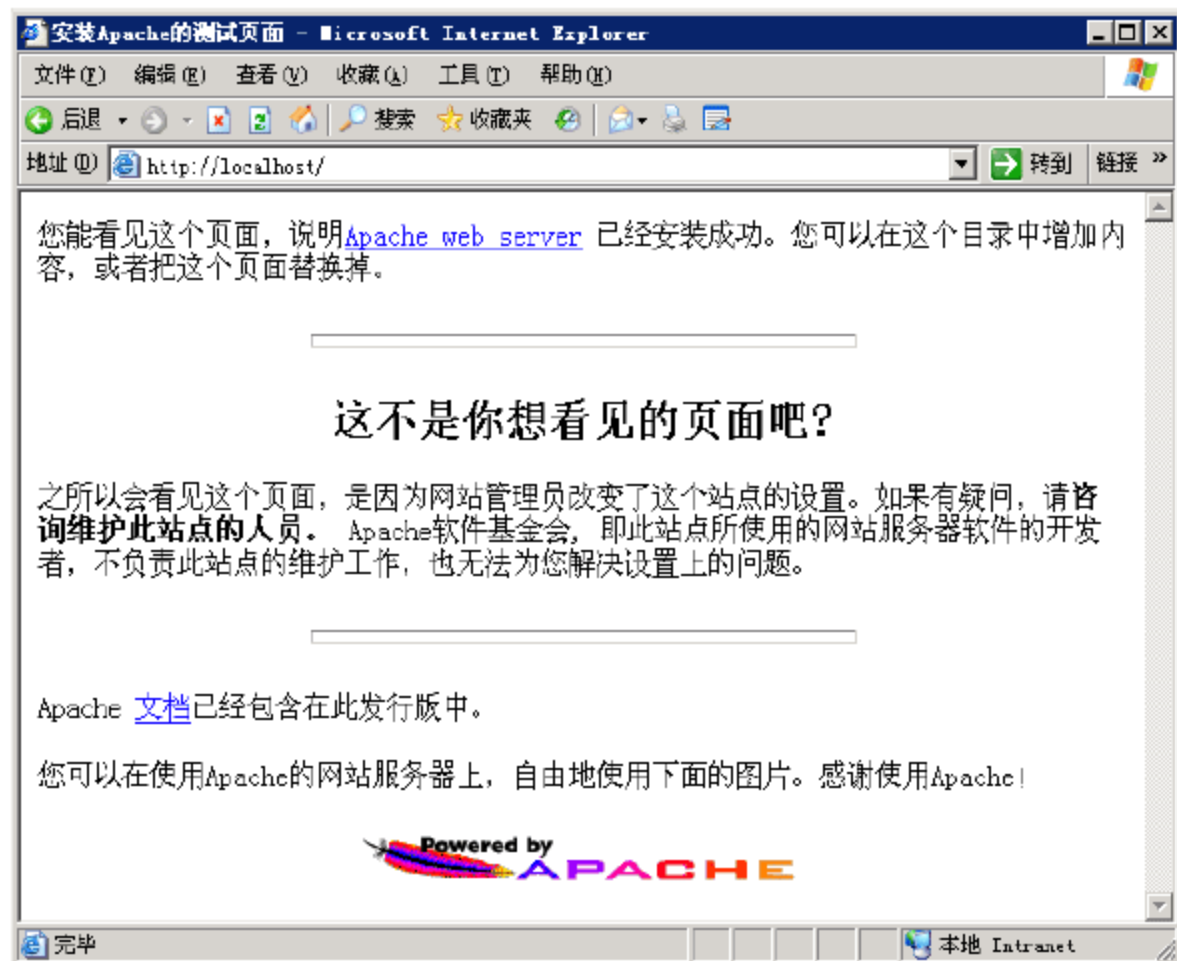 安装Apache的测试页面 - Microsoft Internet Explorer
文件(F) 编辑(E) 查看(V) 收藏(A) 工具(T) 帮助(H)
后退 搜索 收藏夹
地址(D) http://localhost/ 转到 链接 »
您能看见这个页面，说明Apache web server 已经安装成功。您可以在这个目录中增加内
容，或者把这个页面替换掉。
这不是你想看见的页面吧?
之所以会看见这个页面，是因为网站管理员改变了这个站点的设置。如果有疑问，请咨
询维护此站点的人员。 Apache软件基金会，即此站点所使用的网站服务器软件的开发
者，不负责此站点的维护工作，也无法为您解决设置上的问题。
Apache 文档已经包含在此发行版中。
您可以在使用Apache的网站服务器上，自由地使用下面的图片。感谢使用Apache!
Powered by
APACHE
完毕 本地 Intranet